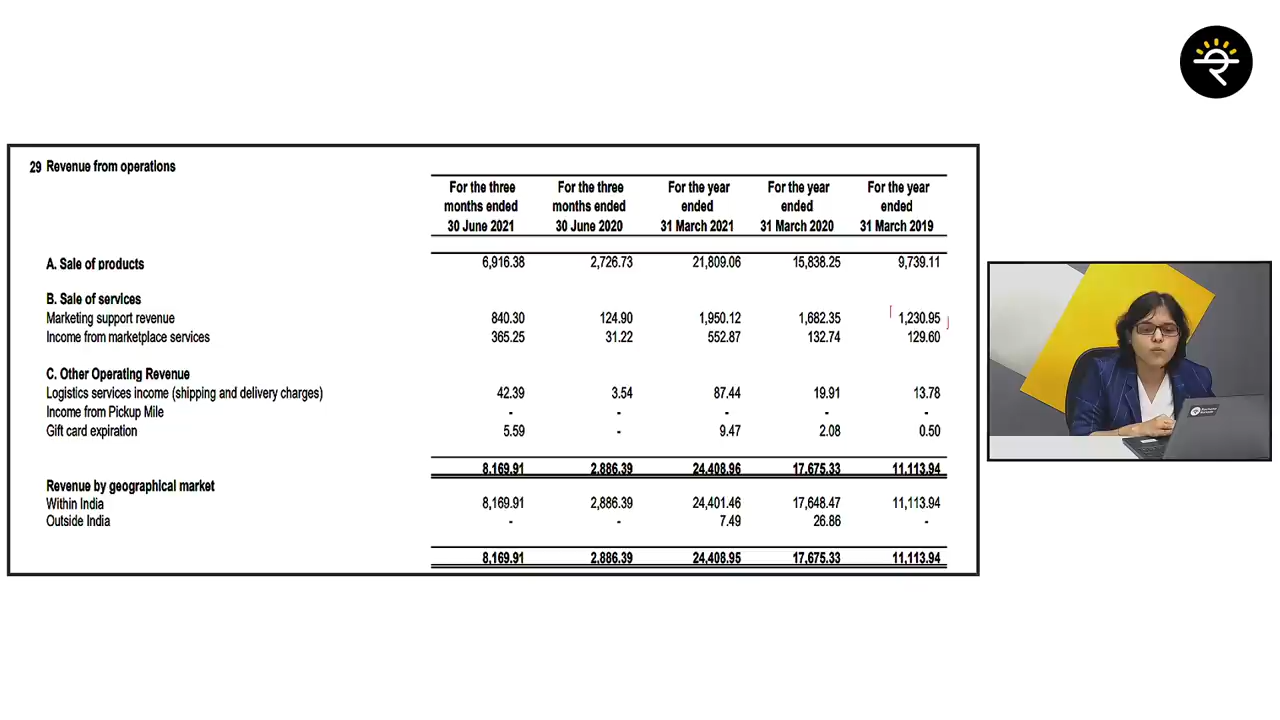 29 Revenue from operations
For the three months ended 30 June 2021 For the three months ended 30 June 2020 For the year ended 31 March 2021 For the year ended 31 March 2020 For the year ended 31 March 2019
A. Sale of products 6,916.38 2,726.73 21,809.06 15,838.25 9,739.11
B. Sale of services
Marketing support revenue 840.30 124.90 1,950.12 1,682.35 1,230.95
Income from marketplace services 365.25 31.22 552.87 132.74 129.60
C. Other Operating Revenue
Logistics services income (shipping and delivery charges) 42.39 3.54 87.44 19.91 13.78
Income from Pickup Mile - - - - -
Gift card expiration 5.59 - 9.47 2.08 0.50
8,169.91 2,886.39 24,408.96 17,675.33 11,113.94
Revenue by geographical market
Within India 8,169.91 2,886.39 24,401.46 17,648.47 11,113.94
Outside India - - 7.49 26.86 -
8,169.91 2,886.39 24,408.95 17,675.33 11,113.94